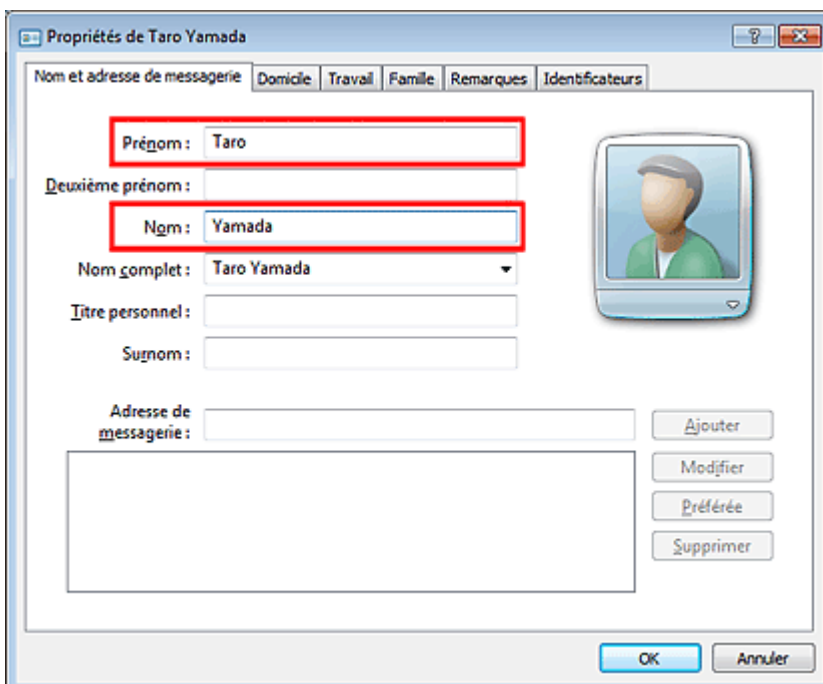 Propriétés de Taro Yamada
Nom et adresse de messagerie Domicile Travail Famille Remarques Identificateurs
Prénom : Taro
Deuxième prénom :
Nom : Yamada
Nom complet : Taro Yamada
Titre personnel :
Surnom :
Adresse de
messagerie :
Ajouter
Modifier
Préférée
Supprimer
OK Annuler